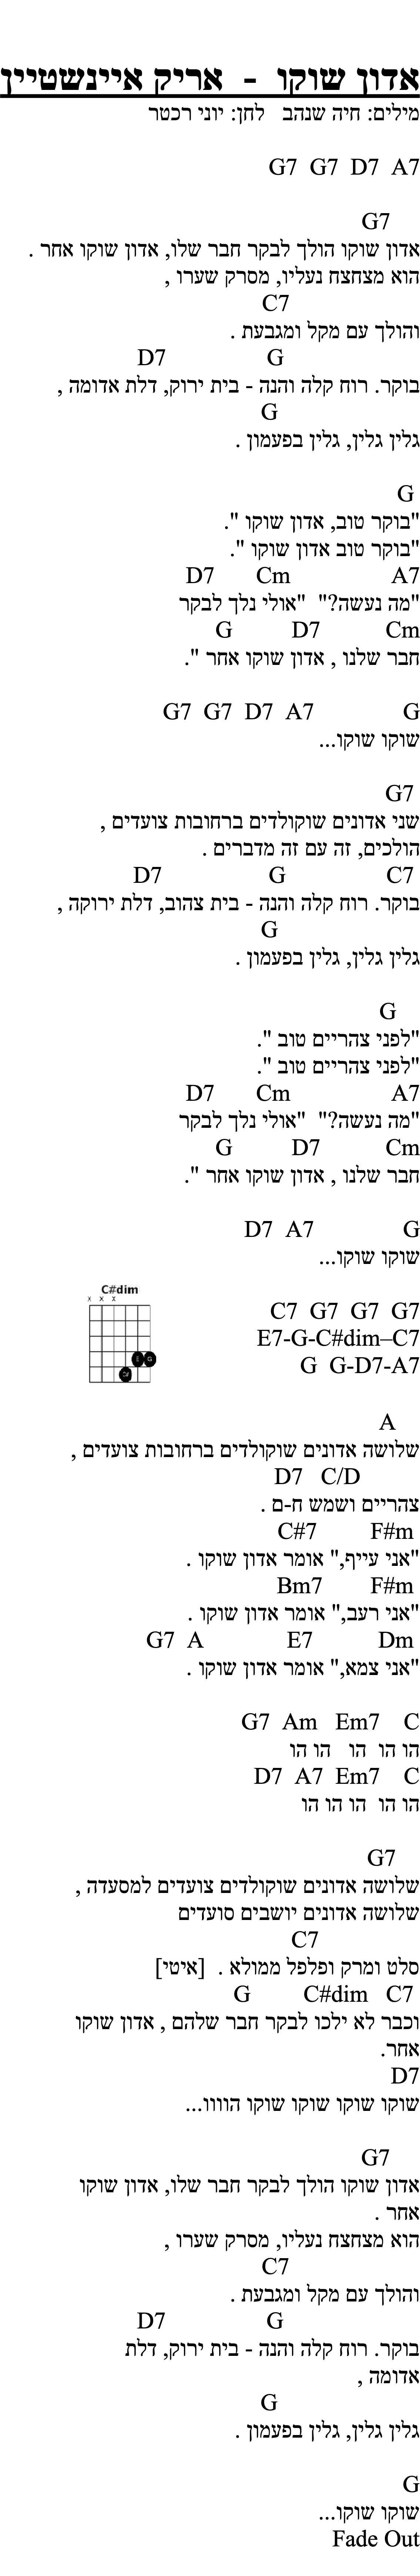 אדון שוקו - אריק איינשטיין
מילים: חיה שנהב לחן: יוני רכטר
G7 G7 D7 A7
G7
אדון שוקו הולך לבקר חבר שלו, אדון שוקו אחר .
הוא מצחצח נעליו, מסרק שערו ,
C7
והולך עם מקל ומגבעת .
D7 G
בוקר. רוח קלה והנה - בית ירוק, דלת אדומה ,
G
גלין גלין, גלין בפעמון .
G
"בוקר טוב, אדון שוקו ".
"בוקר טוב אדון שוקו ".
D7 Cm A7
"מה נעשה?" "אולי נלך לבקר
G D7 Cm
חבר שלנו , אדון שוקו אחר ".
G7 G7 D7 A7 G
שוקו שוקו...
G7
שני אדונים שוקולדים ברחובות צועדים ,
הולכים, זה עם זה מדברים .
D7 G C7
בוקר. רוח קלה והנה - בית צהוב, דלת ירוקה ,
G
גלין גלין, גלין בפעמון .
G
"לפני צהריים טוב ".
"לפני צהריים טוב ".
D7 Cm A7
"מה נעשה?" "אולי נלך לבקר
G D7 Cm
חבר שלנו , אדון שוקו אחר ".
D7 A7 G
שוקו שוקו...
C#dim
x x x
C7 G7 G7 G7
E7-G-C#dim–C7
G G-D7-A7
A
שלושה אדונים שוקולדים ברחובות צועדים ,
D7 C/D
צהריים ושמש ח-ם .
C#7 F#m
"אני עייף," אומר אדון שוקו .
Bm7 F#m
"אני רעב," אומר אדון שוקו .
G7 A E7 Dm
"אני צמא," אומר אדון שוקו .
G7 Am Em7 C
הו הו הו הו הו
D7 A7 Em7 C
הו הו הו הו הו
G7
שלושה אדונים שוקולדים צועדים למסעדה ,
שלושה אדונים יושבים סועדים
C7
סלט ומרק ופלפל ממולא . [איטי]
G C#dim C7
וכבר לא ילכו לבקר חבר שלהם , אדון שוקו
אחר.
D7
שוקו שוקו שוקו שוקו הוווו...
G7
אדון שוקו הולך לבקר חבר שלו, אדון שוקו
אחר .
הוא מצחצח נעליו, מסרק שערו ,
C7
והולך עם מקל ומגבעת .
D7 G
בוקר. רוח קלה והנה - בית ירוק, דלת
אדומה ,
G
גלין גלין, גלין בפעמון .
G
שוקו שוקו...
Fade Out